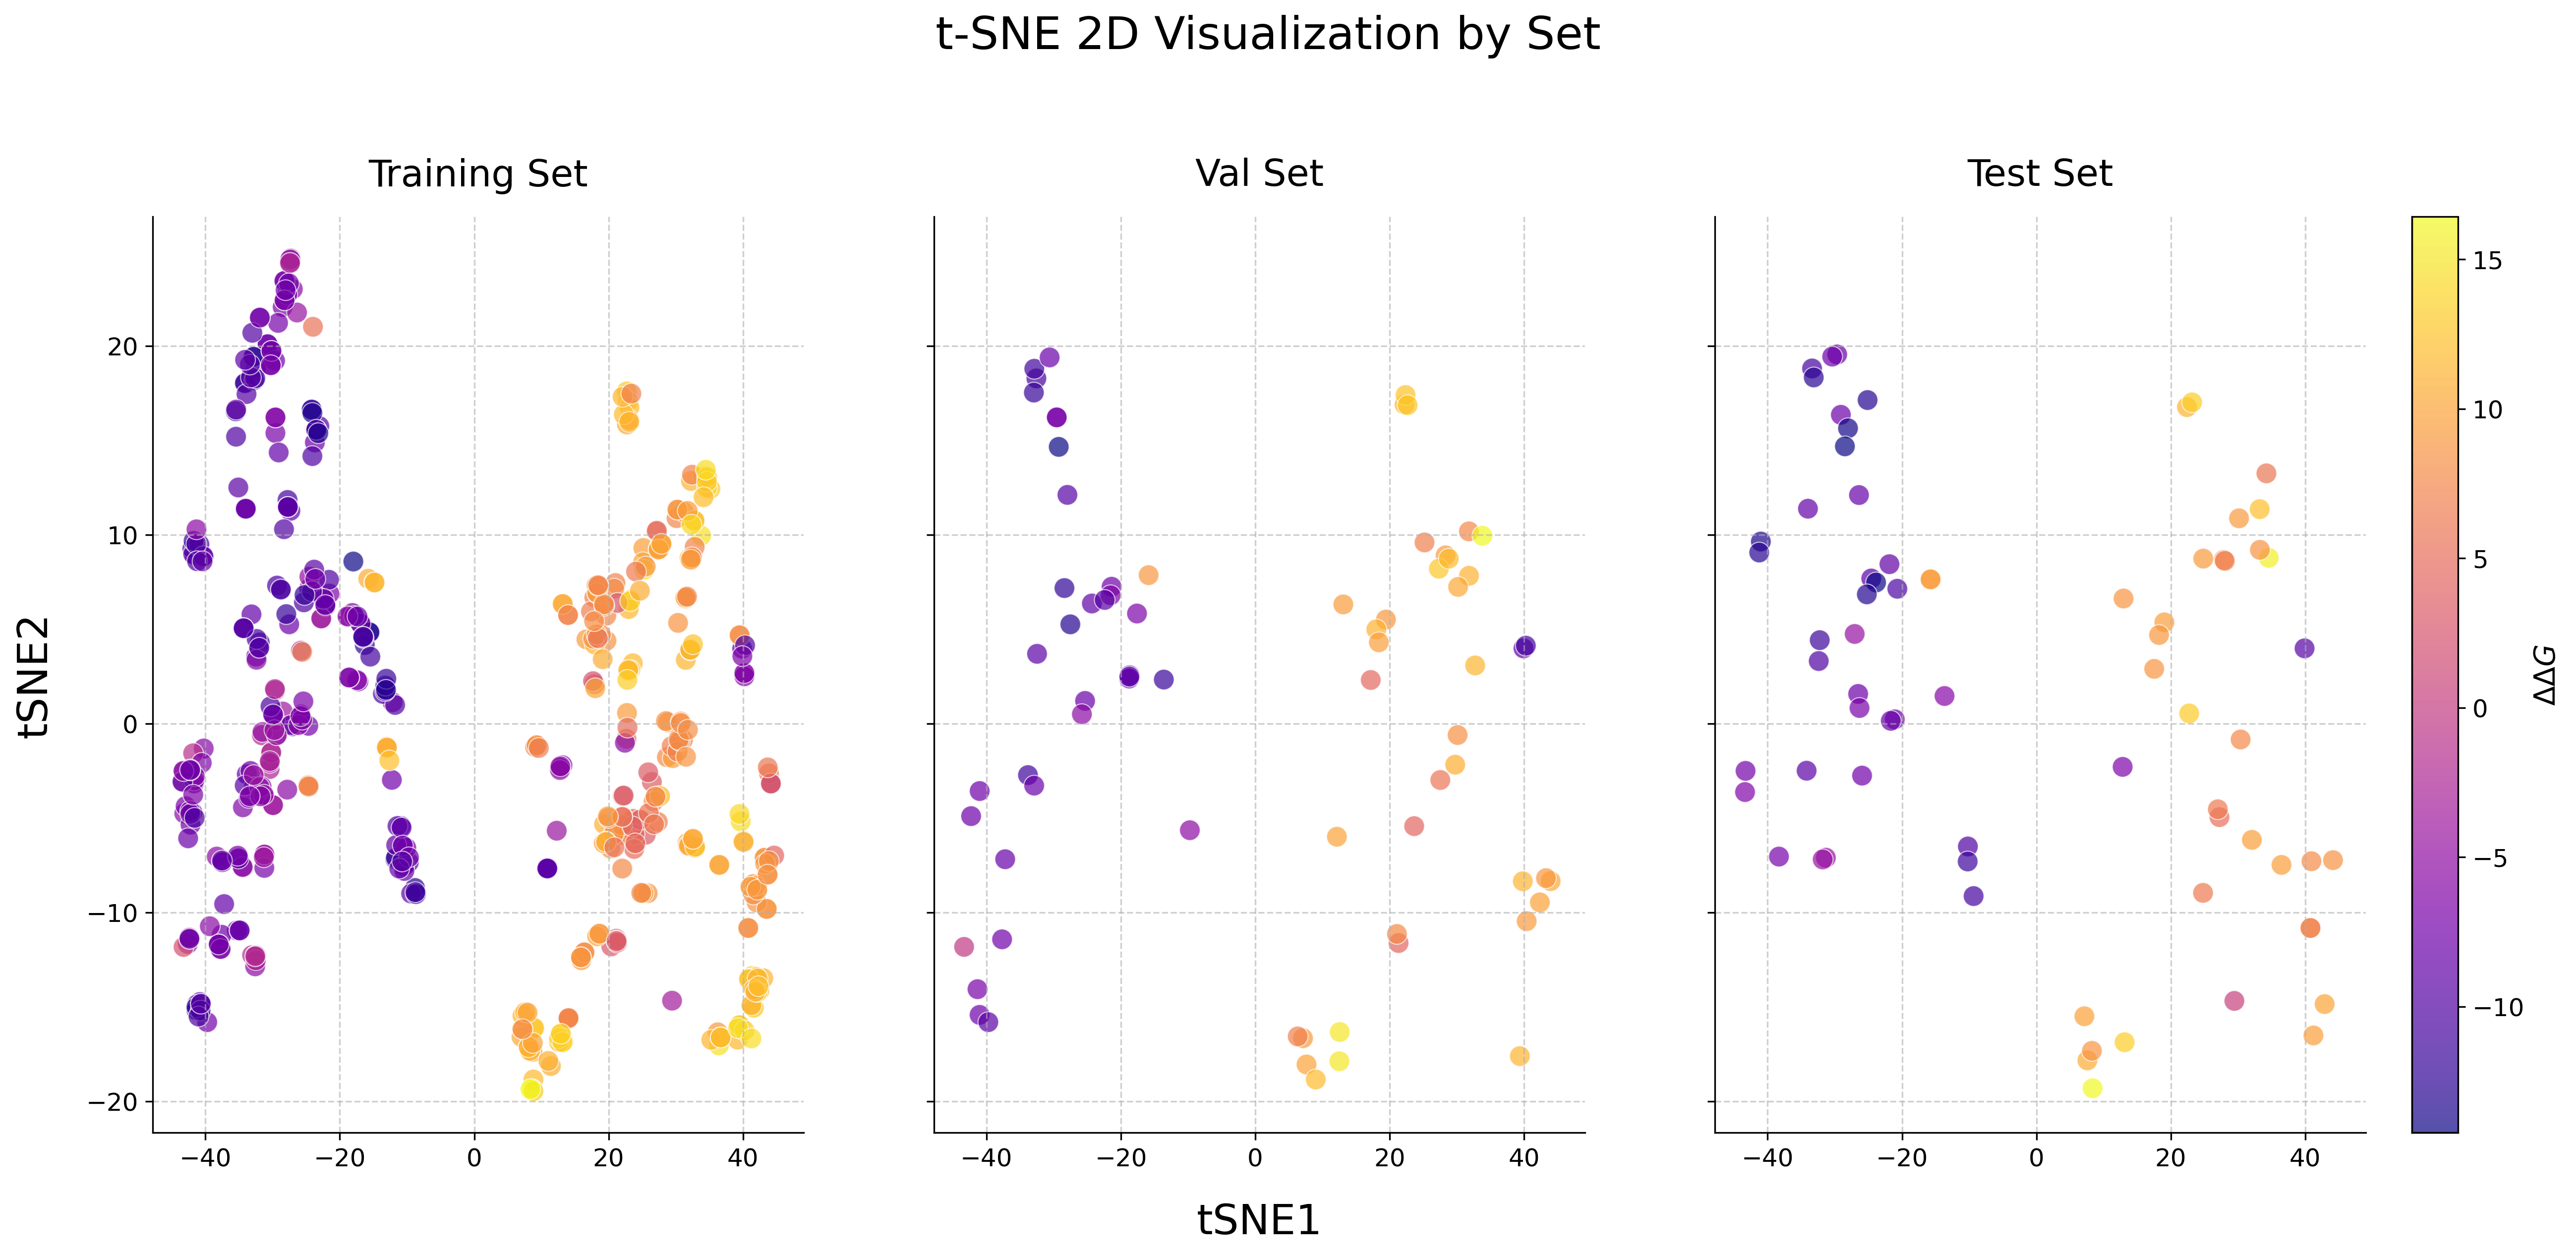 t-SNE 2D Visualization by Set
Training Set
Val Set
Test Set
tSNE2
20
10
0
−10
−20
−40 −20 0 20 40
−40 −20 0 20 40
−40 −20 0 20 40
tSNE1
15
10
5
0
−5
−10
ΔΔG